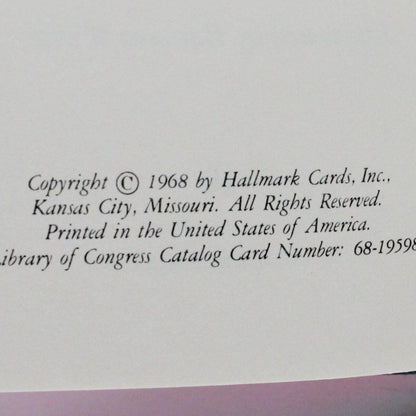 Copyright © 1968 by Hallmark Cards, Inc.,
Kansas City, Missouri. All Rights Reserved.
Printed in the United States of America.
ibrary of Congress Catalog Card Number: 68-19598